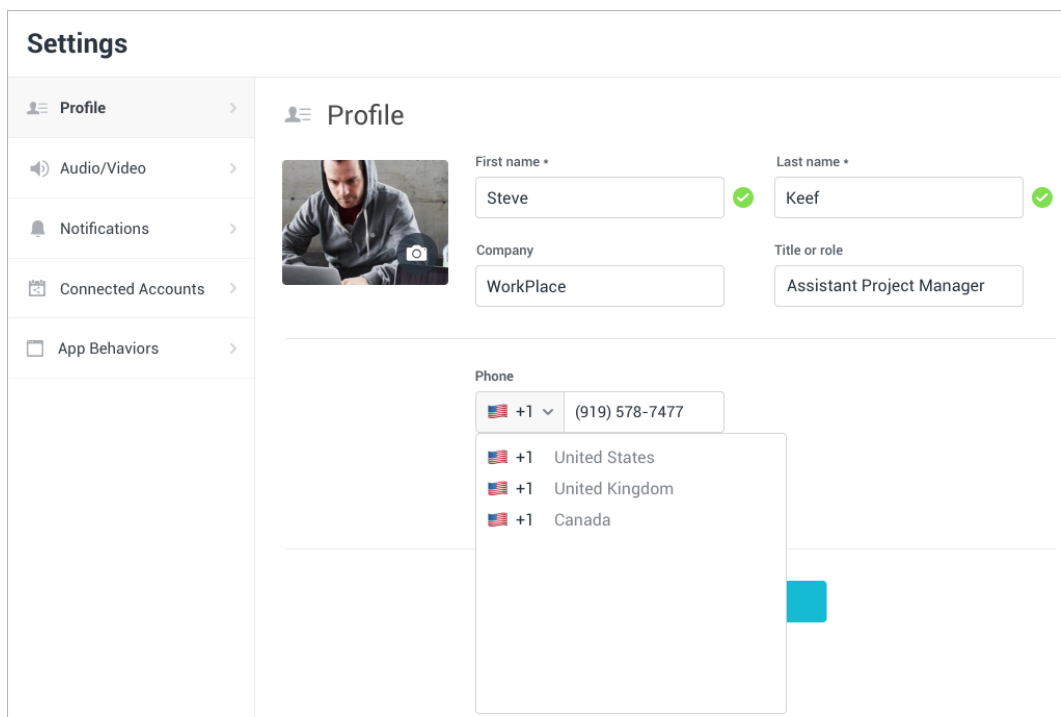 Settings
Profile
Audio/Video
Notifications
Connected Accounts
App Behaviors
Profile
First name •
Last name •
Steve
Keef
Company
Title or role
WorkPlace
Assistant Project Manager
Phone
+1 (919) 578-7477
+1 United States
+1 United Kingdom
+1 Canada